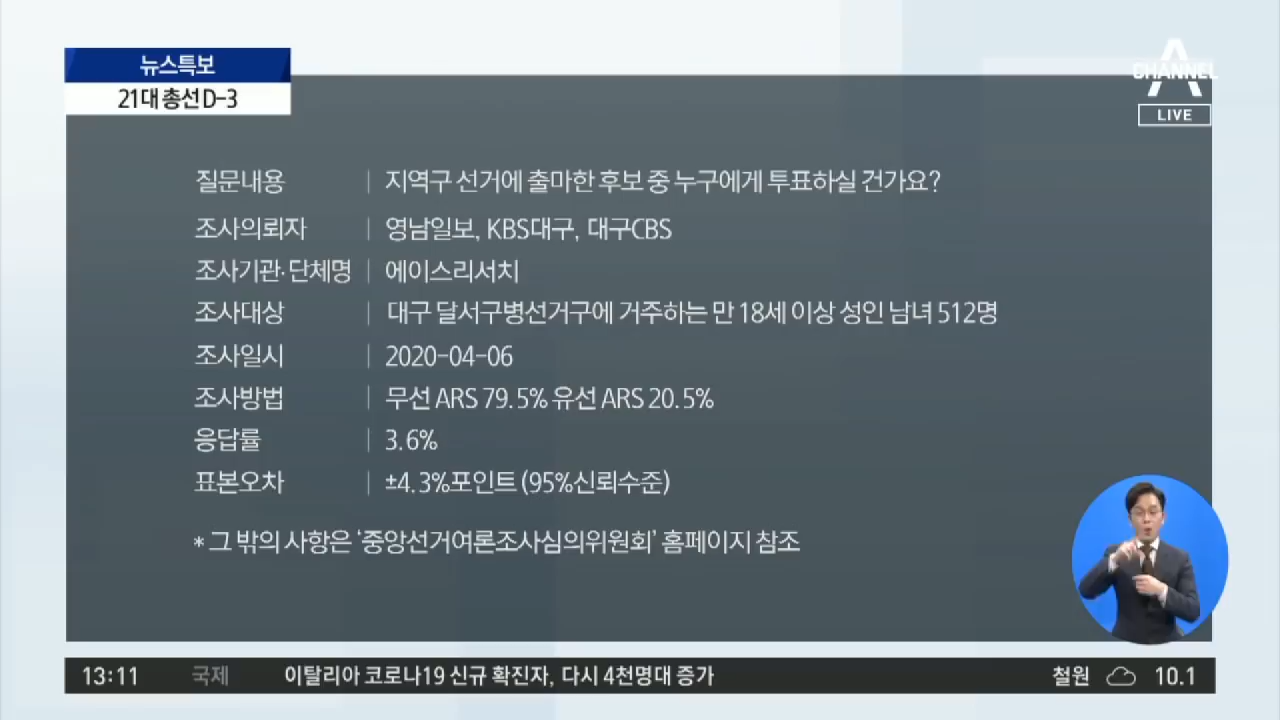 뉴스특보
21대 총선 D-3
CHANNEL A
LIVE
질문내용 | 지역구 선거에 출마한 후보 중 누구에게 투표하실 건가요?
조사의뢰자 | 영남일보, KBS대구, 대구CBS
조사기관·단체명 | 에이스리서치
조사대상 | 대구 달서구병선거구에 거주하는 만 18세 이상 성인 남녀 512명
조사일시 | 2020-04-06
조사방법 | 무선 ARS 79.5% 유선 ARS 20.5%
응답률 | 3.6%
표본오차 | ±4.3%포인트 (95%신뢰수준)
* 그 밖의 사항은 ‘중앙선거여론조사심의위원회’ 홈페이지 참조
13:11 국제 이탈리아 코로나19 신규 확진자, 다시 4천명대 증가 철원 10.1